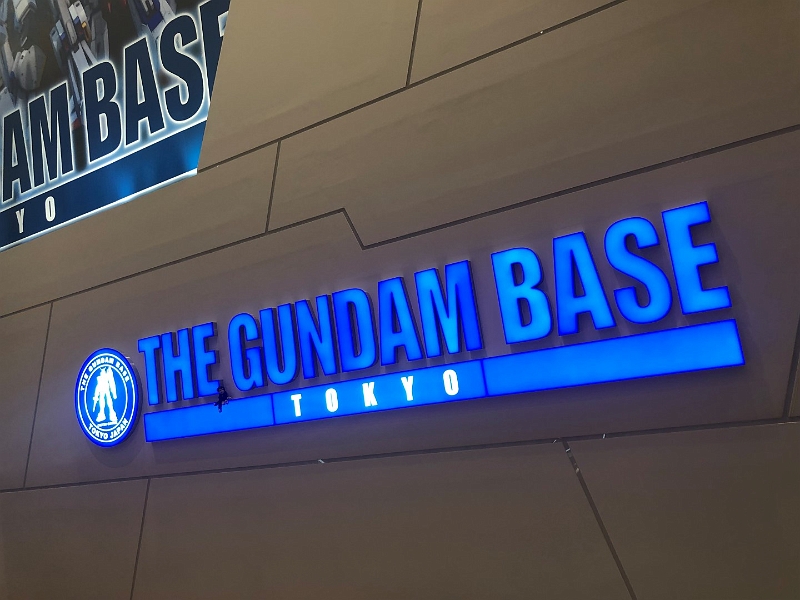 AM BASE
YO
THE GUNDAM BASE
TOKYO
THE GUNDAM BASE
TOKYO JAPAN